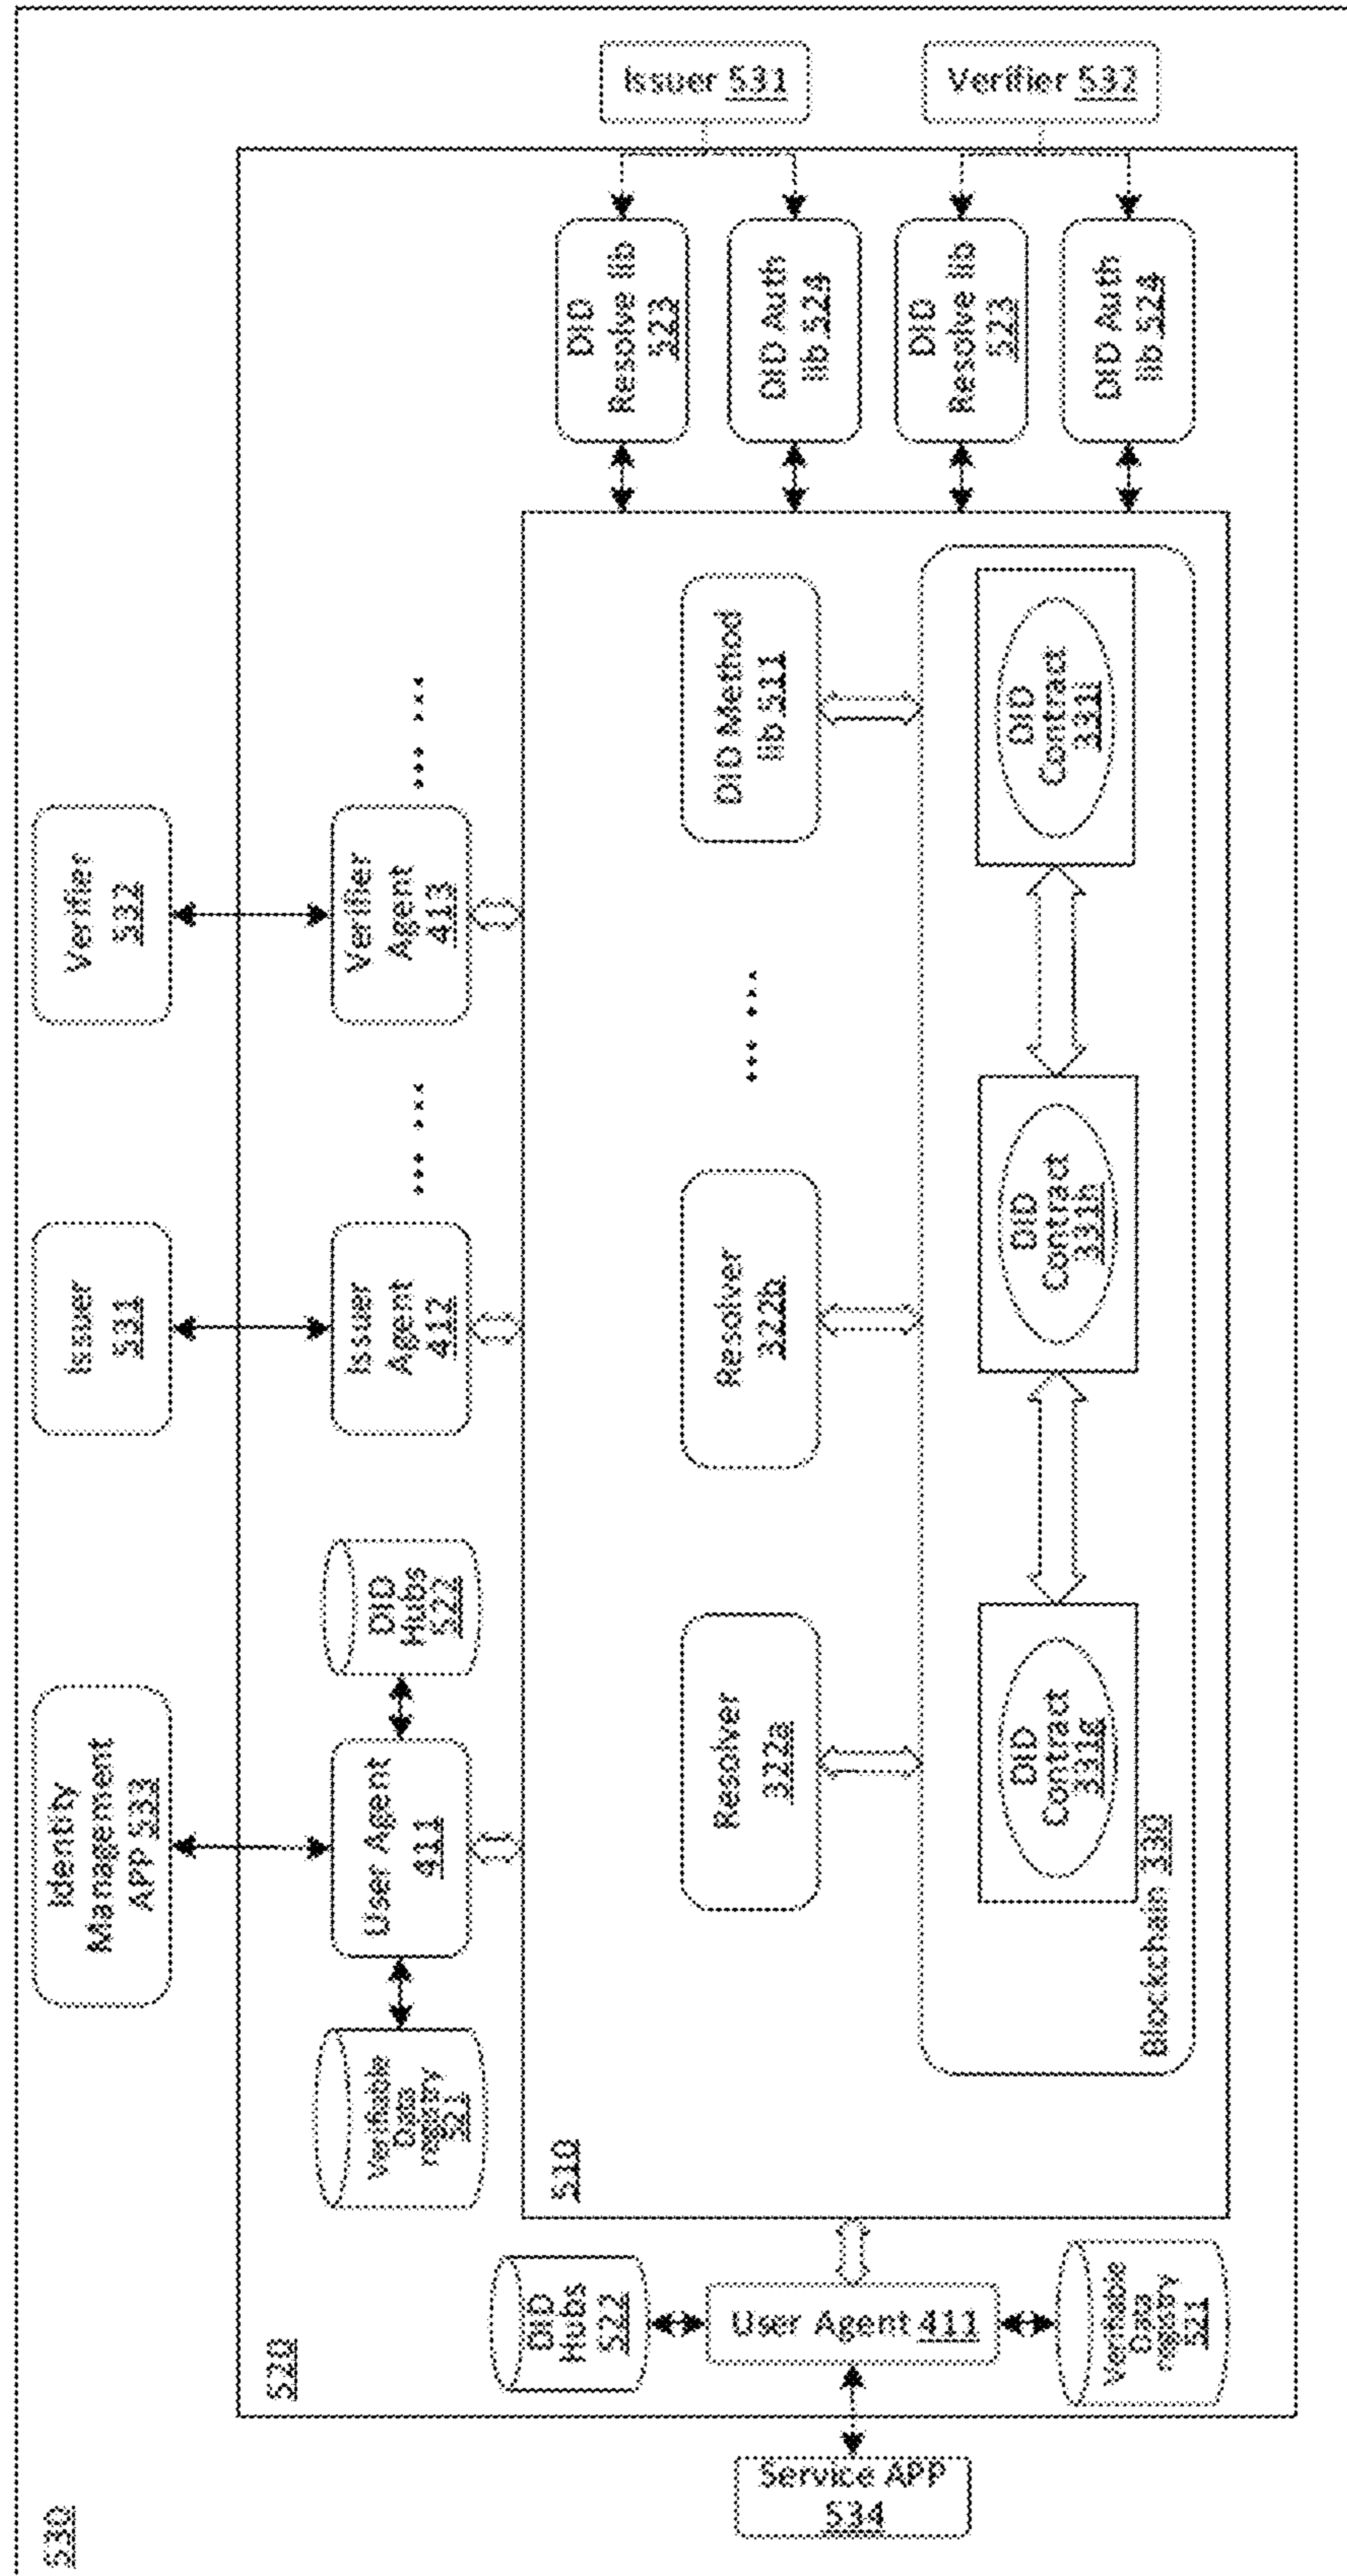 530
Identity
Management
APP 533
Issuer
531
Verifier
532
520
Verifiable
Data
registry
521
User Agent
411
DID
Hubs
522
Issuer
Agent
412
Verifier
Agent
413
510
Resolver
322a
Resolver
322b
DID Method
lib 511
Blockchain 330
DID
Contract
331g
DID
Contract
331h
DID
Contract
331i
DID
Hubs
522
User Agent 411
Verifiable
Data
registry
521
Service APP
534
DID
Resolve lib
523
DID Auth
lib 524
DID
Resolve lib
523
DID Auth
lib 524
Issuer 531
Verifier 532